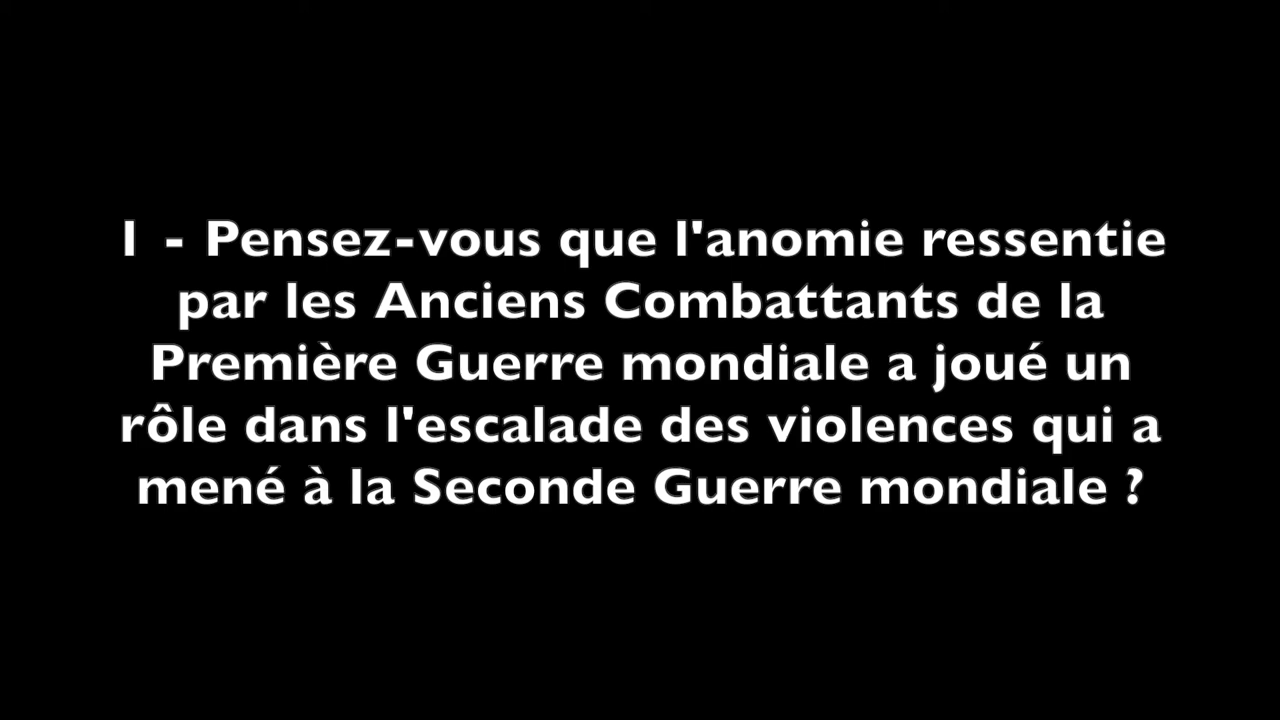 1 - Pensez-vous que l'anomie ressentie
par les Anciens Combattants de la
Première Guerre mondiale a joué un
rôle dans l'escalade des violences qui a
mené à la Seconde Guerre mondiale ?